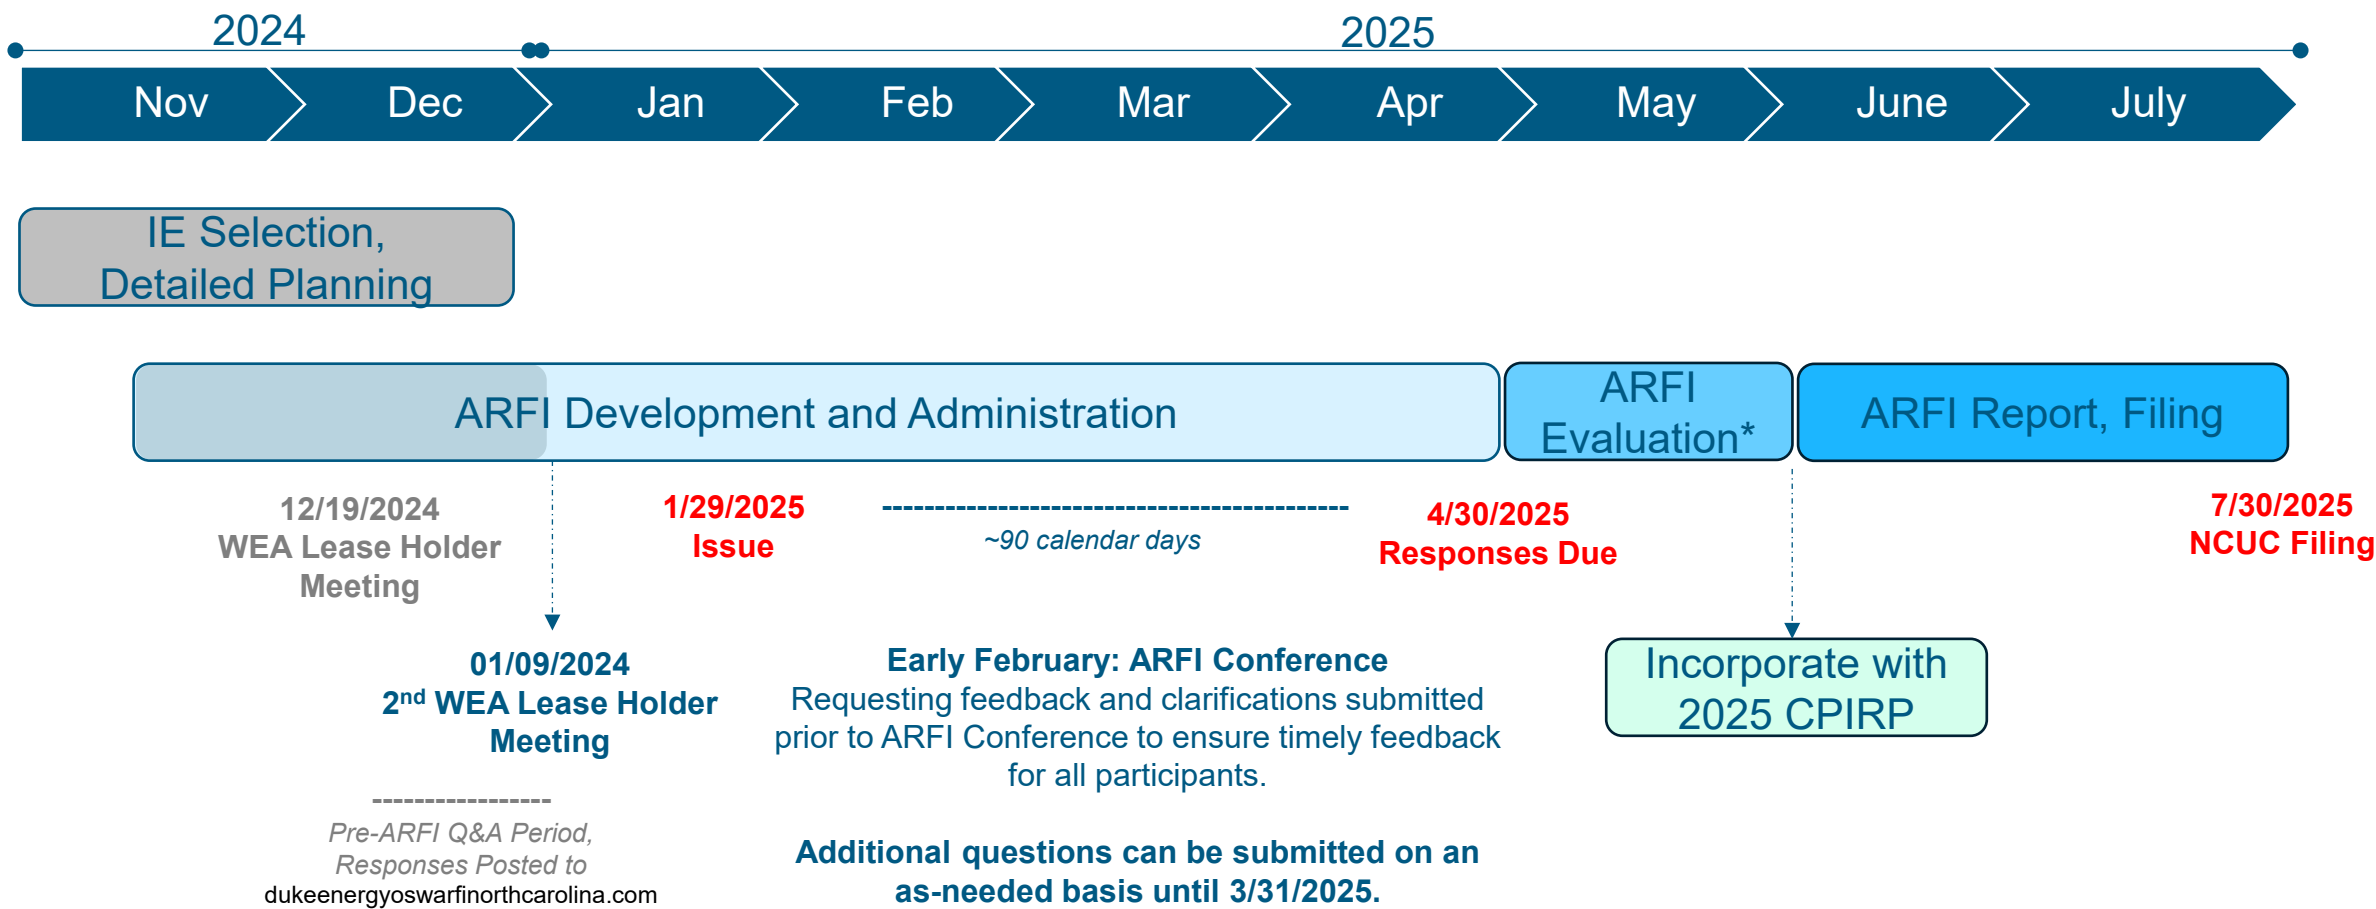 2024
2025
Nov
Dec
Jan
Feb
Mar
Apr
May
June
July
IE Selection,
Detailed Planning
ARFI Development and Administration
ARFI
Evaluation*
ARFI Report, Filing
12/19/2024
WEA Lease Holder
Meeting
1/29/2025
Issue
------------------------------------------
~90 calendar days
4/30/2025
Responses Due
7/30/2025
NCUC Filing
01/09/2024
2nd WEA Lease Holder
Meeting
Early February: ARFI Conference
Requesting feedback and clarifications submitted
prior to ARFI Conference to ensure timely feedback
for all participants.
Incorporate with
2025 CPIRP
------------------
Pre-ARFI Q&A Period,
Responses Posted to
dukeenergyoswarfinorthcarolina.com
Additional questions can be submitted on an
as-needed basis until 3/31/2025.